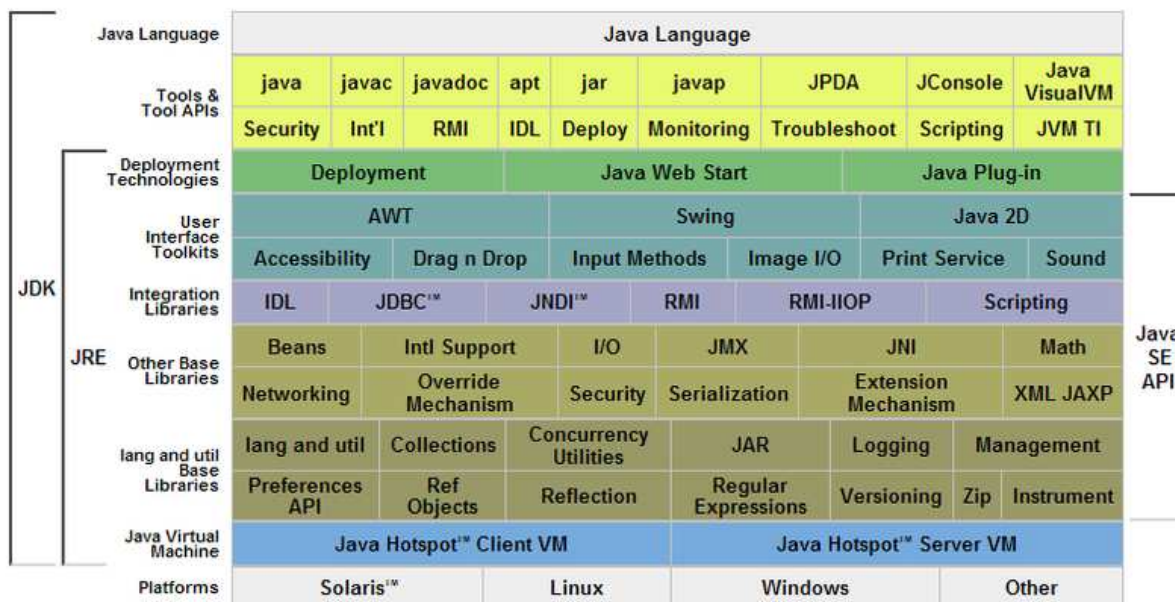 Java Language
Java Language
Tools &
Tool APIs
java javac javadoc apt jar javap JPDA JConsole Java VisualVM
Security Int'l RMI IDL Deploy Monitoring Troubleshoot Scripting JVM TI
Deployment
Technologies
Deployment Java Web Start Java Plug-in
User
Interface
Toolkits
AWT Swing Java 2D
Accessibility Drag n Drop Input Methods Image I/O Print Service Sound
Integration
Libraries
IDL JDBC™ JNDI™ RMI RMI-IIOP Scripting
JDK
JRE
Other Base
Libraries
Beans Intl Support I/O JMX JNI Math
Networking Override Mechanism Security Serialization Extension Mechanism XML JAXP
Java
SE
API
lang and util
Base
Libraries
lang and util Collections Concurrency Utilities JAR Logging Management
Preferences API Ref Objects Reflection Regular Expressions Versioning Zip Instrument
Java Virtual
Machine
Java Hotspot™ Client VM Java Hotspot™ Server VM
Platforms
Solaris™ Linux Windows Other